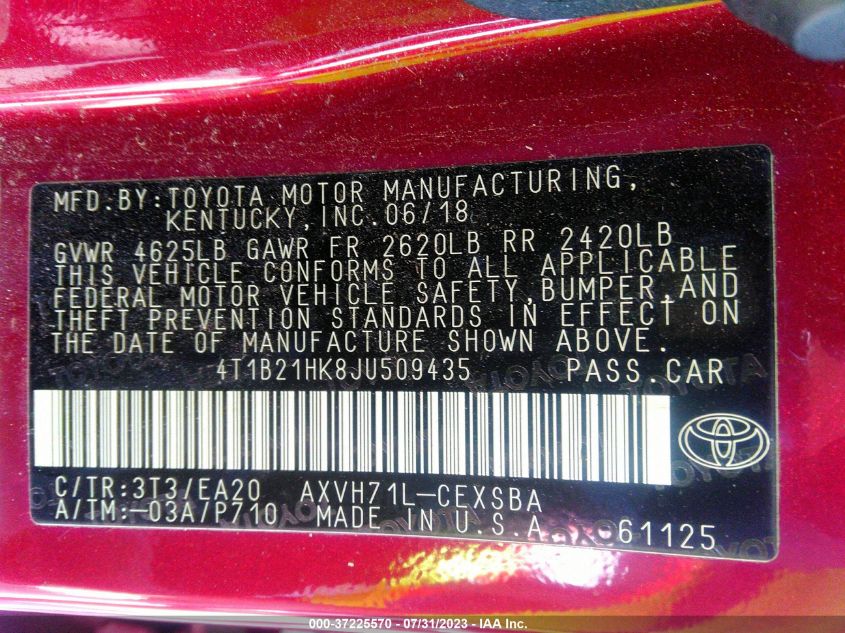 MFD. BY: TOYOTA MOTOR MANUFACTURING,
KENTUCKY, INC. 06/18
GVWR 4625LB GAWR FR 2620LB RR 2420LB
THIS VEHICLE CONFORMS TO ALL APPLICABLE
FEDERAL MOTOR VEHICLE SAFETY, BUMPER, AND
THEFT PREVENTION STANDARDS IN EFFECT ON
THE DATE OF MANUFACTURE SHOWN ABOVE.
4T1B21HK8JU509435 PASS. CAR
C/TR: 3T3/EA20 AXVH71L-CEXSBA
A/TM: -03A/P710 MADE IN U.S.A. 61125
000-37225570 - 07/31/2023 - IAA Inc.